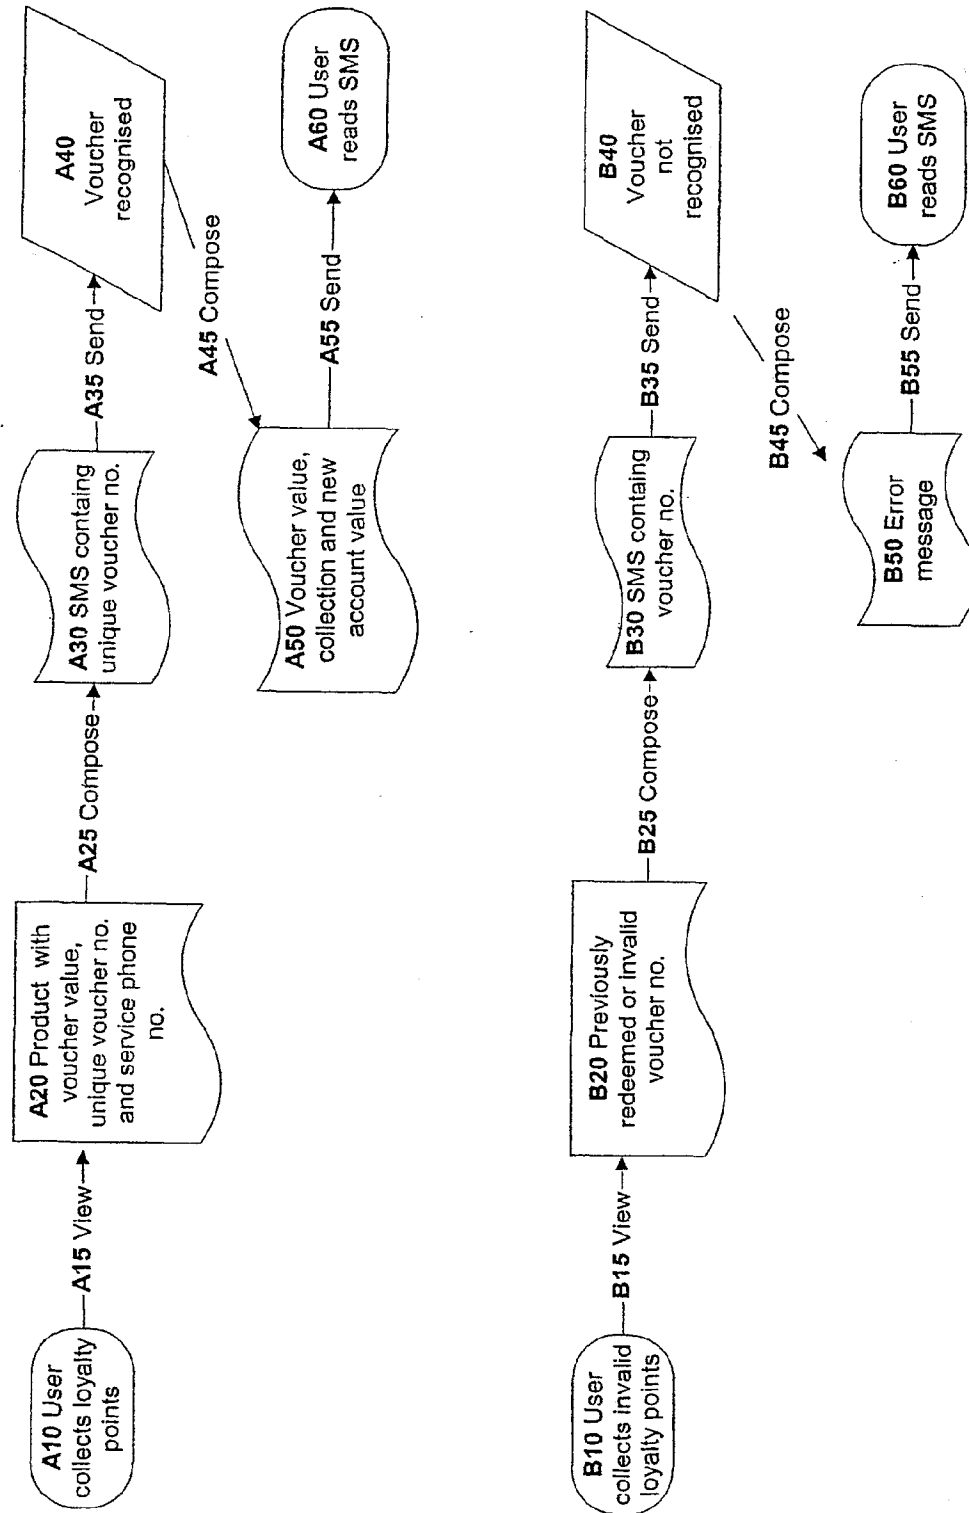 A10 User
collects loyalty
points
A15 View
A20 Product with
voucher value,
unique voucher no.
and service phone
no.
A25 Compose
A30 SMS containg
unique voucher no.
A35 Send
A40
Voucher
recognised
A45 Compose
A50 Voucher value,
collection and new
account value
A55 Send
A60 User
reads SMS
B10 User
collects invalid
loyalty points
B15 View
B20 Previously
redeemed or invalid
voucher no.
B25 Compose
B30 SMS containg
voucher no.
B35 Send
B40
Voucher
not
recognised
B45 Compose
B50 Error
message
B55 Send
B60 User
reads SMS